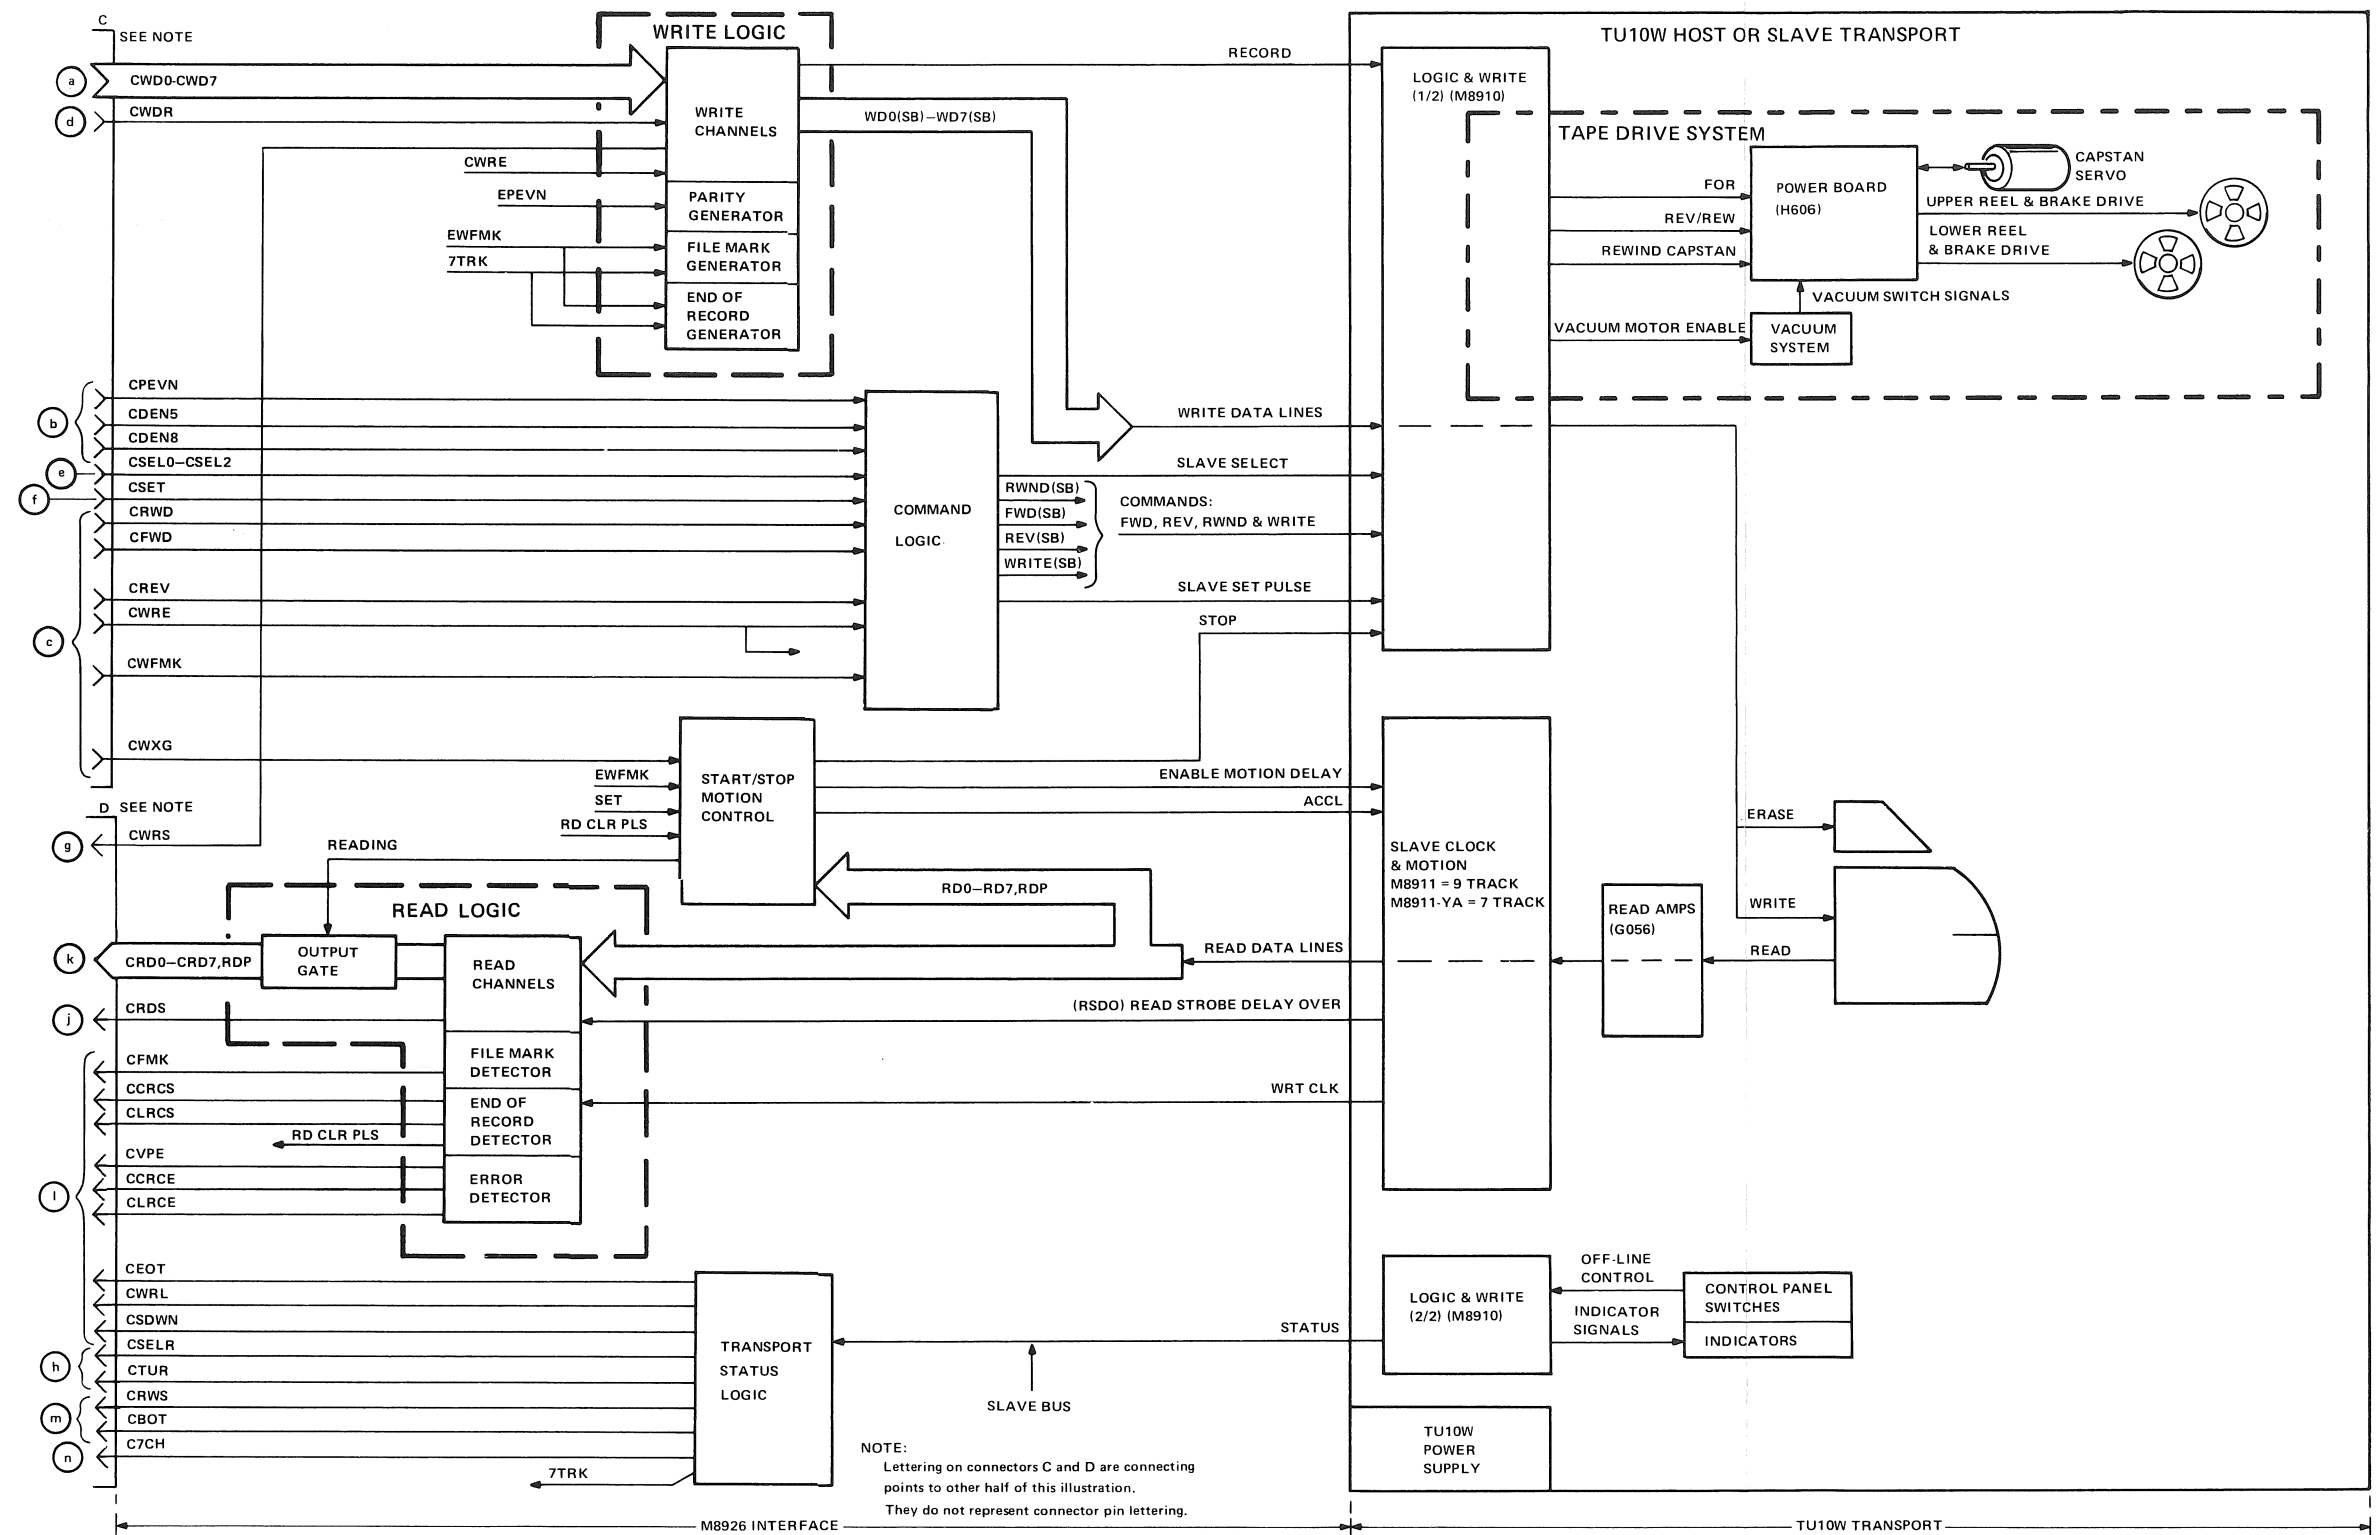 C
SEE NOTE
WRITE LOGIC
TU10W HOST OR SLAVE TRANSPORT
a
CWD0-CWD7
d
CWDR
WRITE
CHANNELS
CWRE
EPEVN
PARITY
GENERATOR
EWFMK
7TRK
FILE MARK
GENERATOR
END OF
RECORD
GENERATOR
RECORD
WD0(SB)—WD7(SB)
LOGIC & WRITE
(1/2) (M8910)
TAPE DRIVE SYSTEM
FOR
REV/REW
REWIND CAPSTAN
POWER BOARD
(H606)
CAPSTAN
SERVO
UPPER REEL & BRAKE DRIVE
LOWER REEL
& BRAKE DRIVE
VACUUM SWITCH SIGNALS
VACUUM MOTOR ENABLE
VACUUM
SYSTEM
b
CPEVN
CDEN5
CDEN8
e
CSEL0—CSEL2
f
CSET
CRWD
CFWD
c
CREV
CWRE
CWFMK
CWXG
COMMAND
LOGIC
WRITE DATA LINES
SLAVE SELECT
RWND(SB)
FWD(SB)
REV(SB)
WRITE(SB)
COMMANDS:
FWD, REV, RWND & WRITE
SLAVE SET PULSE
STOP
EWFMK
SET
RD CLR PLS
START/STOP
MOTION
CONTROL
ENABLE MOTION DELAY
ACCL
D
SEE NOTE
g
CWRS
READING
READ LOGIC
RD0—RD7,RDP
SLAVE CLOCK
& MOTION
M8911 = 9 TRACK
M8911-YA = 7 TRACK
READ AMPS
(G056)
ERASE
WRITE
READ
k
CRD0—CRD7,RDP
OUTPUT
GATE
READ
CHANNELS
READ DATA LINES
j
CRDS
(RSDO) READ STROBE DELAY OVER
l
CFMK
CCRCS
CLRCS
RD CLR PLS
CVPE
CCRCE
CLRCE
FILE MARK
DETECTOR
END OF
RECORD
DETECTOR
ERROR
DETECTOR
WRT CLK
CEOT
CWRL
CSDWN
h
CSELR
CTUR
m
CRWS
CBOT
n
C7CH
7TRK
TRANSPORT
STATUS
LOGIC
STATUS
SLAVE BUS
LOGIC & WRITE
(2/2) (M8910)
OFF-LINE
CONTROL
INDICATOR
SIGNALS
CONTROL PANEL
SWITCHES
INDICATORS
TU10W
POWER
SUPPLY
NOTE:
Lettering on connectors C and D are connecting
points to other half of this illustration.
They do not represent connector pin lettering.
M8926 INTERFACE
TU10W TRANSPORT